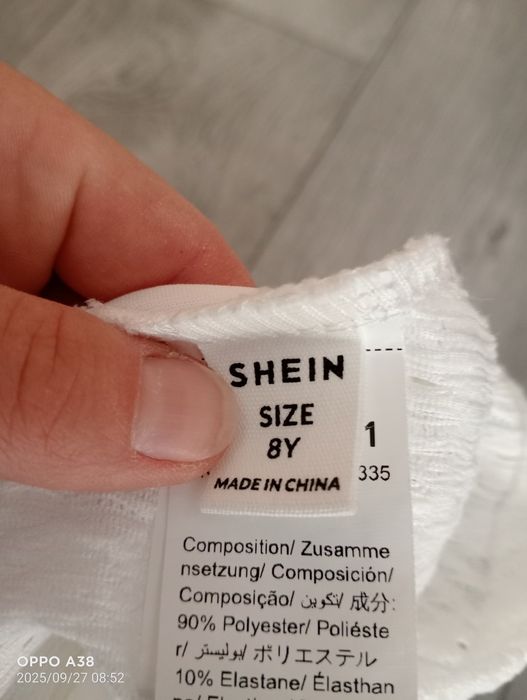 SHEIN
SIZE
8Y
MADE IN CHINA
1
335
Composition/ Zusamme
nsetzung/ Composición/
Composição/ تكوين/ 成分:
90% Polyester/ Poliéste
r/ بوليستر/ ポリエステル
10% Elastane/ Élasthan
OPPO A38
2025/09/27 08:52